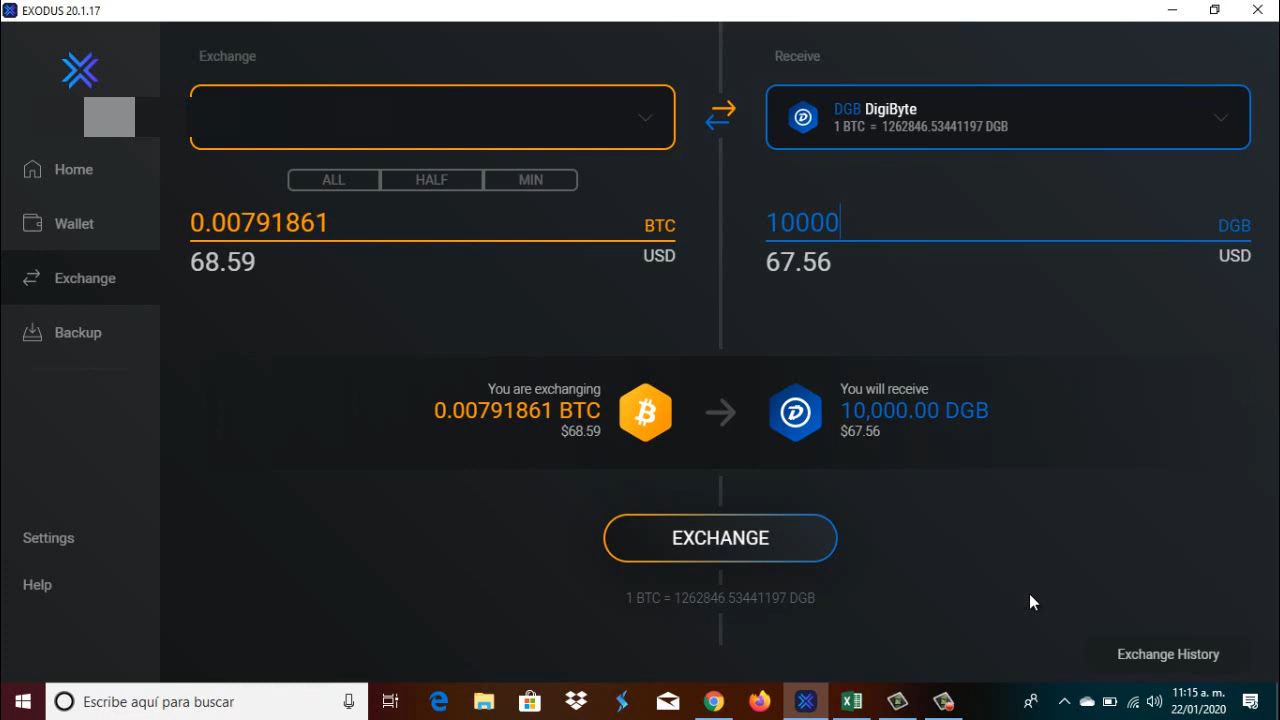 EXODUS 20.1.17
Exchange
Receive
DGB DigiByte
1 BTC = 1262846.53441197 DGB
Home
Wallet
Exchange
Backup
Settings
Help
ALL HALF MIN
0.00791861 BTC
68.59 USD
10000 DGB
67.56 USD
You are exchanging
0.00791861 BTC
$68.59
You will receive
10,000.00 DGB
$67.56
EXCHANGE
1 BTC = 1262846.53441197 DGB
Exchange History
Escribe aquí para buscar
11:15 a. m.
22/01/2020